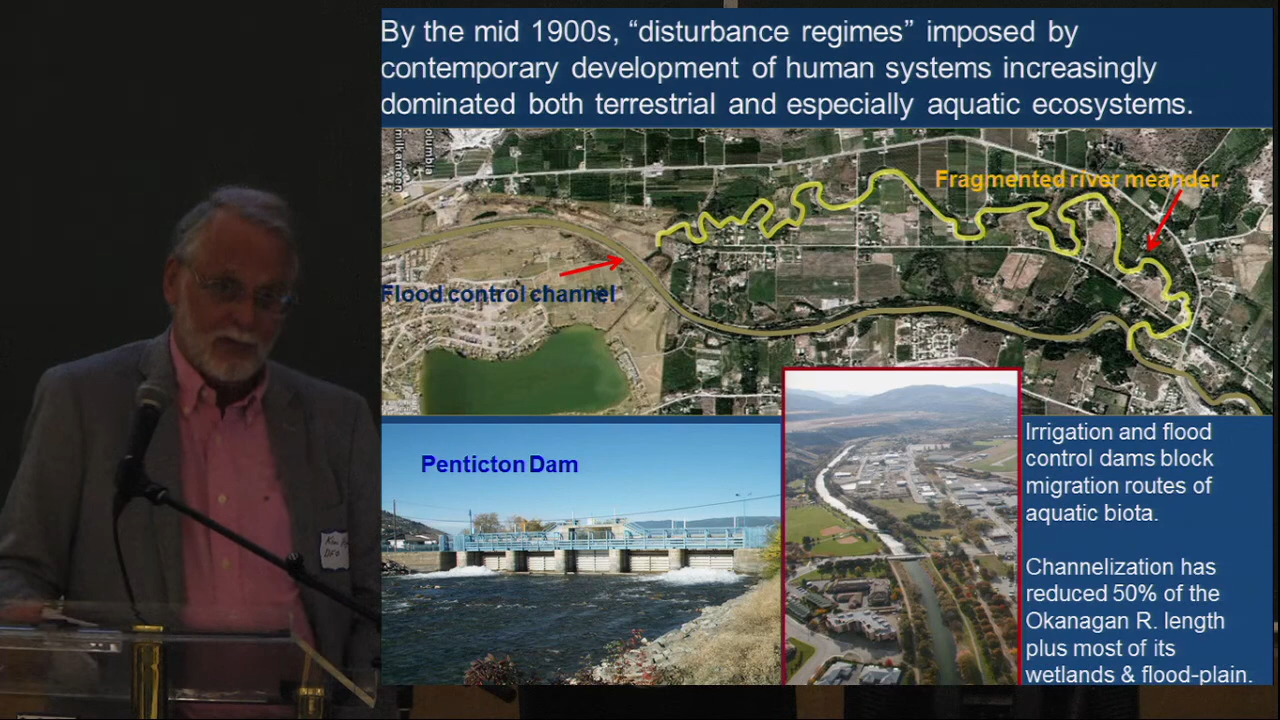 By the mid 1900s, “disturbance regimes” imposed by
contemporary development of human systems increasingly
dominated both terrestrial and especially aquatic ecosystems.
Fragmented river meander
Flood control channel
Penticton Dam
Irrigation and flood
control dams block
migration routes of
aquatic biota.
Channelization has
reduced 50% of the
Okanagan R. length
plus most of its
wetlands & flood-plain.
DFO